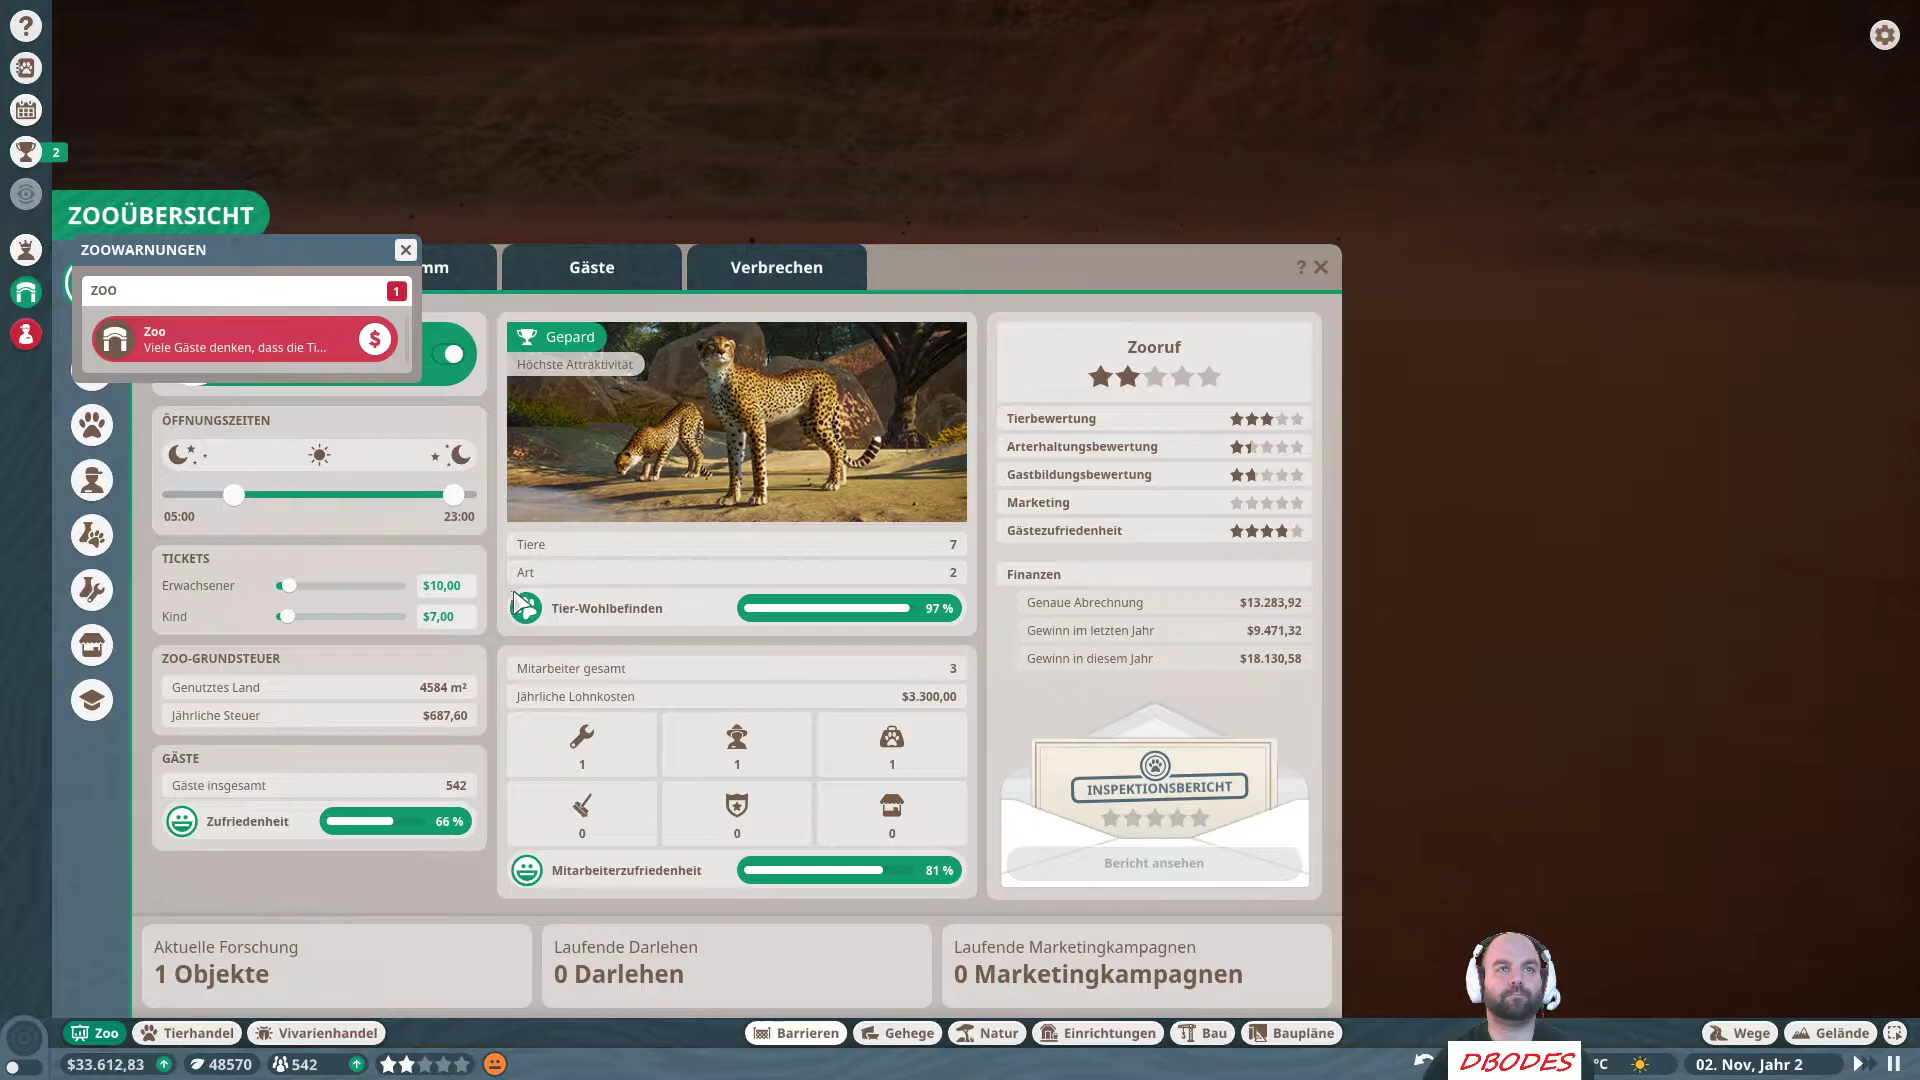 2
ZOOÜBERSICHT
ZOOWARNUNGEN
ZOO
1
Zoo
Viele Gäste denken, dass die Ti...
$
mm
Gäste
Verbrechen
?
ÖFFNUNGSZEITEN
05:00
23:00
TICKETS
Erwachsener
$10,00
Kind
$7,00
ZOO-GRUNDSTEUER
Genutztes Land
4584 m²
Jährliche Steuer
$687,60
GÄSTE
Gäste insgesamt
542
Zufriedenheit
66 %
Gepard
Höchste Attraktivität
Tiere
7
Art
2
Tier-Wohlbefinden
97 %
Mitarbeiter gesamt
3
Jährliche Lohnkosten
$3.300,00
1
1
1
0
0
0
Mitarbeiterzufriedenheit
81 %
Zooruf
Tierbewertung
Arterhaltungsbewertung
Gastbildungsbewertung
Marketing
Gästezufriedenheit
Finanzen
Genaue Abrechnung
$13.283,92
Gewinn im letzten Jahr
$9.471,32
Gewinn in diesem Jahr
$18.130,58
INSPEKTIONSBERICHT
Bericht ansehen
Aktuelle Forschung
1 Objekte
Laufende Darlehen
0 Darlehen
Laufende Marketingkampagnen
0 Marketingkampagnen
Zoo
Tierhandel
Vivarienhandel
Barrieren
Gehege
Natur
Einrichtungen
Bau
Baupläne
Wege
Gelände
$33.612,83
48570
542
DBODES
°C
02. Nov, Jahr 2